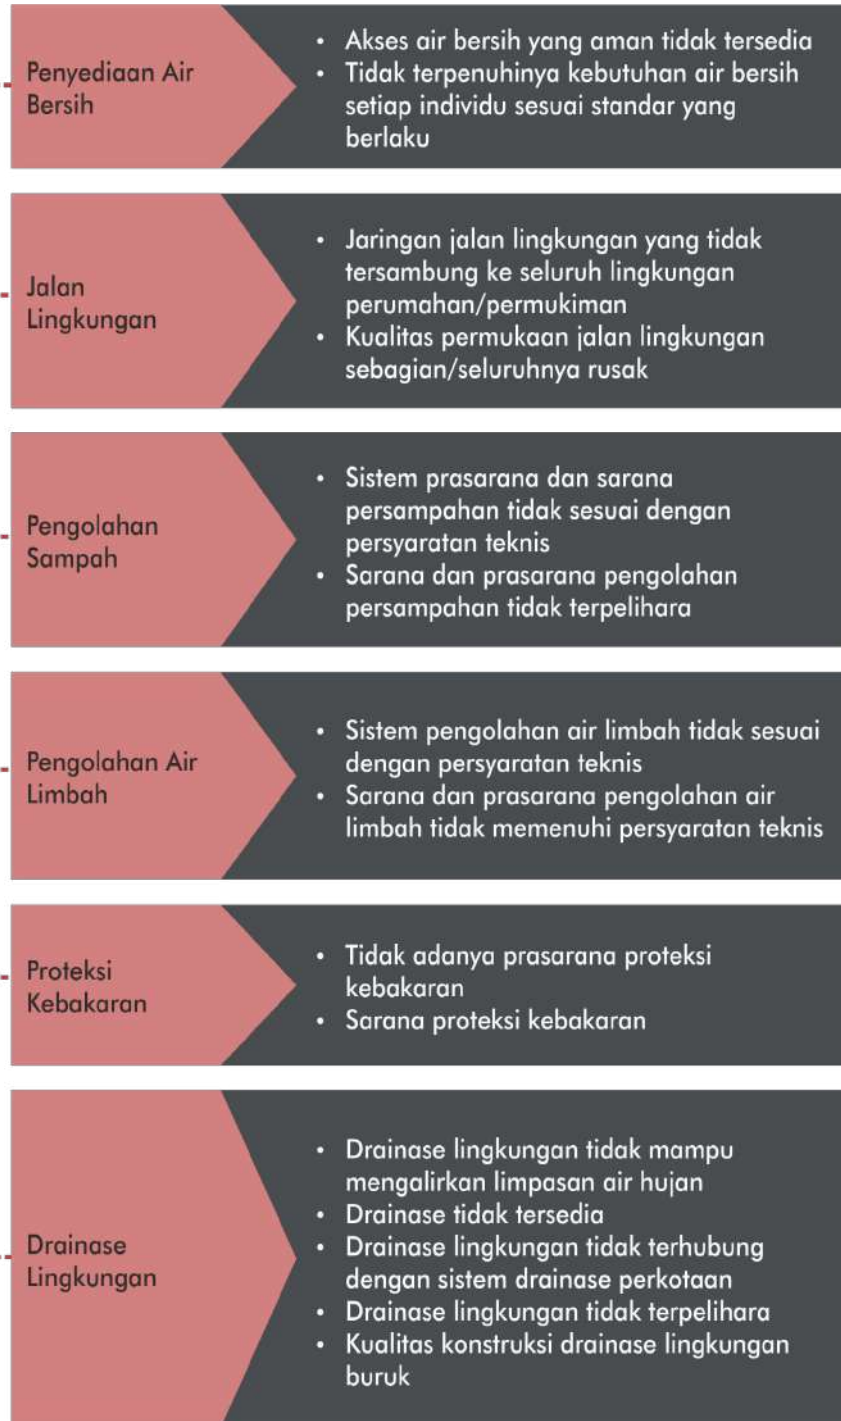 Penyediaan Air
Bersih
• Akses air bersih yang aman tidak tersedia
• Tidak terpenuhinya kebutuhan air bersih
setiap individu sesuai standar yang
berlaku
Jalan
Lingkungan
• Jaringan jalan lingkungan yang tidak
tersambung ke seluruh lingkungan
perumahan/permukiman
• Kualitas permukaan jalan lingkungan
sebagian/seluruhnya rusak
Pengolahan
Sampah
• Sistem prasarana dan sarana
persampahan tidak sesuai dengan
persyaratan teknis
• Sarana dan prasarana pengolahan
persampahan tidak terpelihara
Pengolahan Air
Limbah
• Sistem pengolahan air limbah tidak sesuai
dengan persyaratan teknis
• Sarana dan prasarana pengolahan air
limbah tidak memenuhi persyaratan teknis
Proteksi
Kebakaran
• Tidak adanya prasarana proteksi
kebakaran
• Sarana proteksi kebakaran
Drainase
Lingkungan
• Drainase lingkungan tidak mampu
mengalirkan limpasan air hujan
• Drainase tidak tersedia
• Drainase lingkungan tidak terhubung
dengan sistem drainase perkotaan
• Drainase lingkungan tidak terpelihara
• Kualitas konstruksi drainase lingkungan
buruk